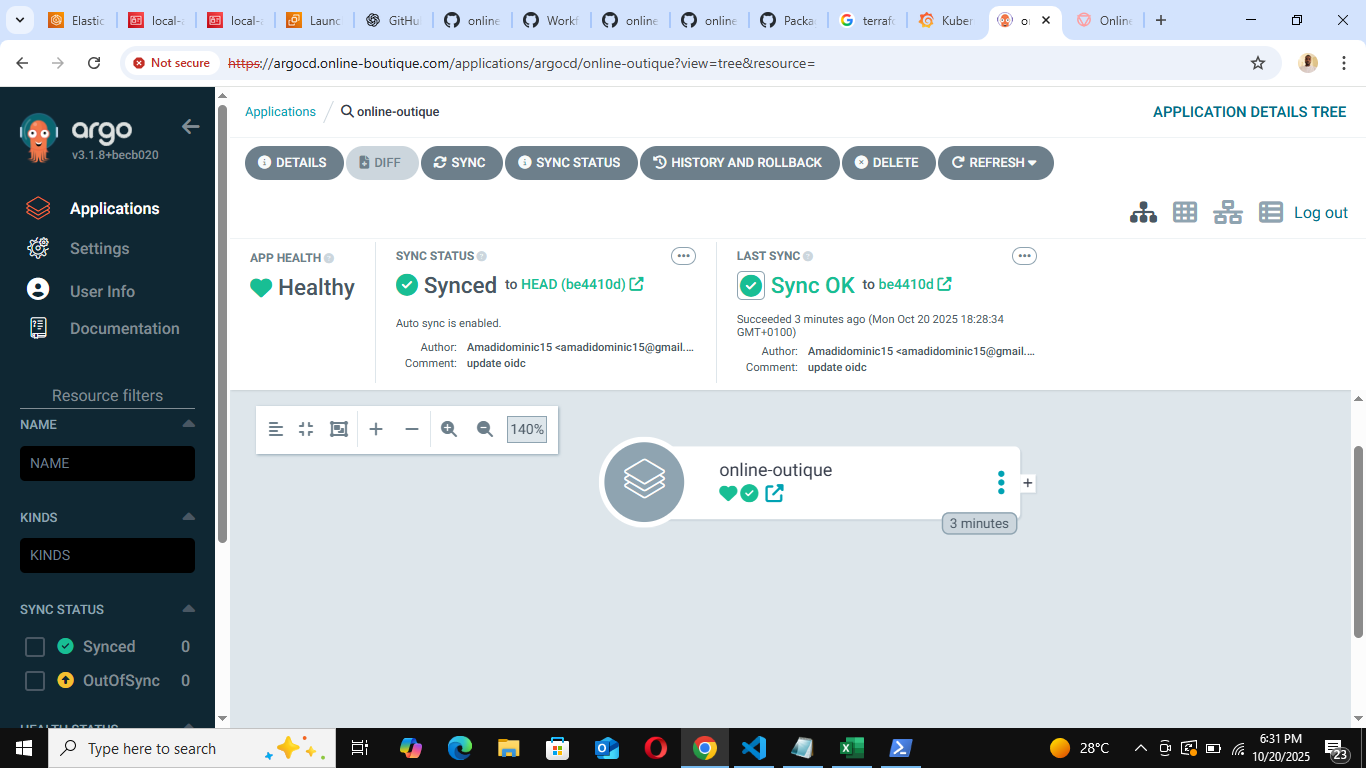 Elastic
local-a
local-a
Launc
GitHu
online
Workf
online
online
Packa
terrafo
Kuber
on
Online
Not secure
https://argocd.online-boutique.com/applications/argocd/online-outique?view=tree&resource=
argo
v3.1.8+becb020
Applications
Settings
User Info
Documentation
Resource filters
NAME
NAME
KINDS
KINDS
SYNC STATUS
Synced 0
OutOfSync 0
HEALTH STATUS
Applications / online-outique
APPLICATION DETAILS TREE
DETAILS
DIFF
SYNC
SYNC STATUS
HISTORY AND ROLLBACK
DELETE
REFRESH
Log out
APP HEALTH
Healthy
SYNC STATUS
Synced to HEAD (be4410d)
Auto sync is enabled.
Author: Amadidominic15 <amadidominic15@gmail....
Comment: update oidc
LAST SYNC
Sync OK to be4410d
Succeeded 3 minutes ago (Mon Oct 20 2025 18:28:34
GMT+0100)
Author: Amadidominic15 <amadidominic15@gmail....
Comment: update oidc
140%
online-outique
3 minutes
Type here to search
28°C
6:31 PM
10/20/2025
23